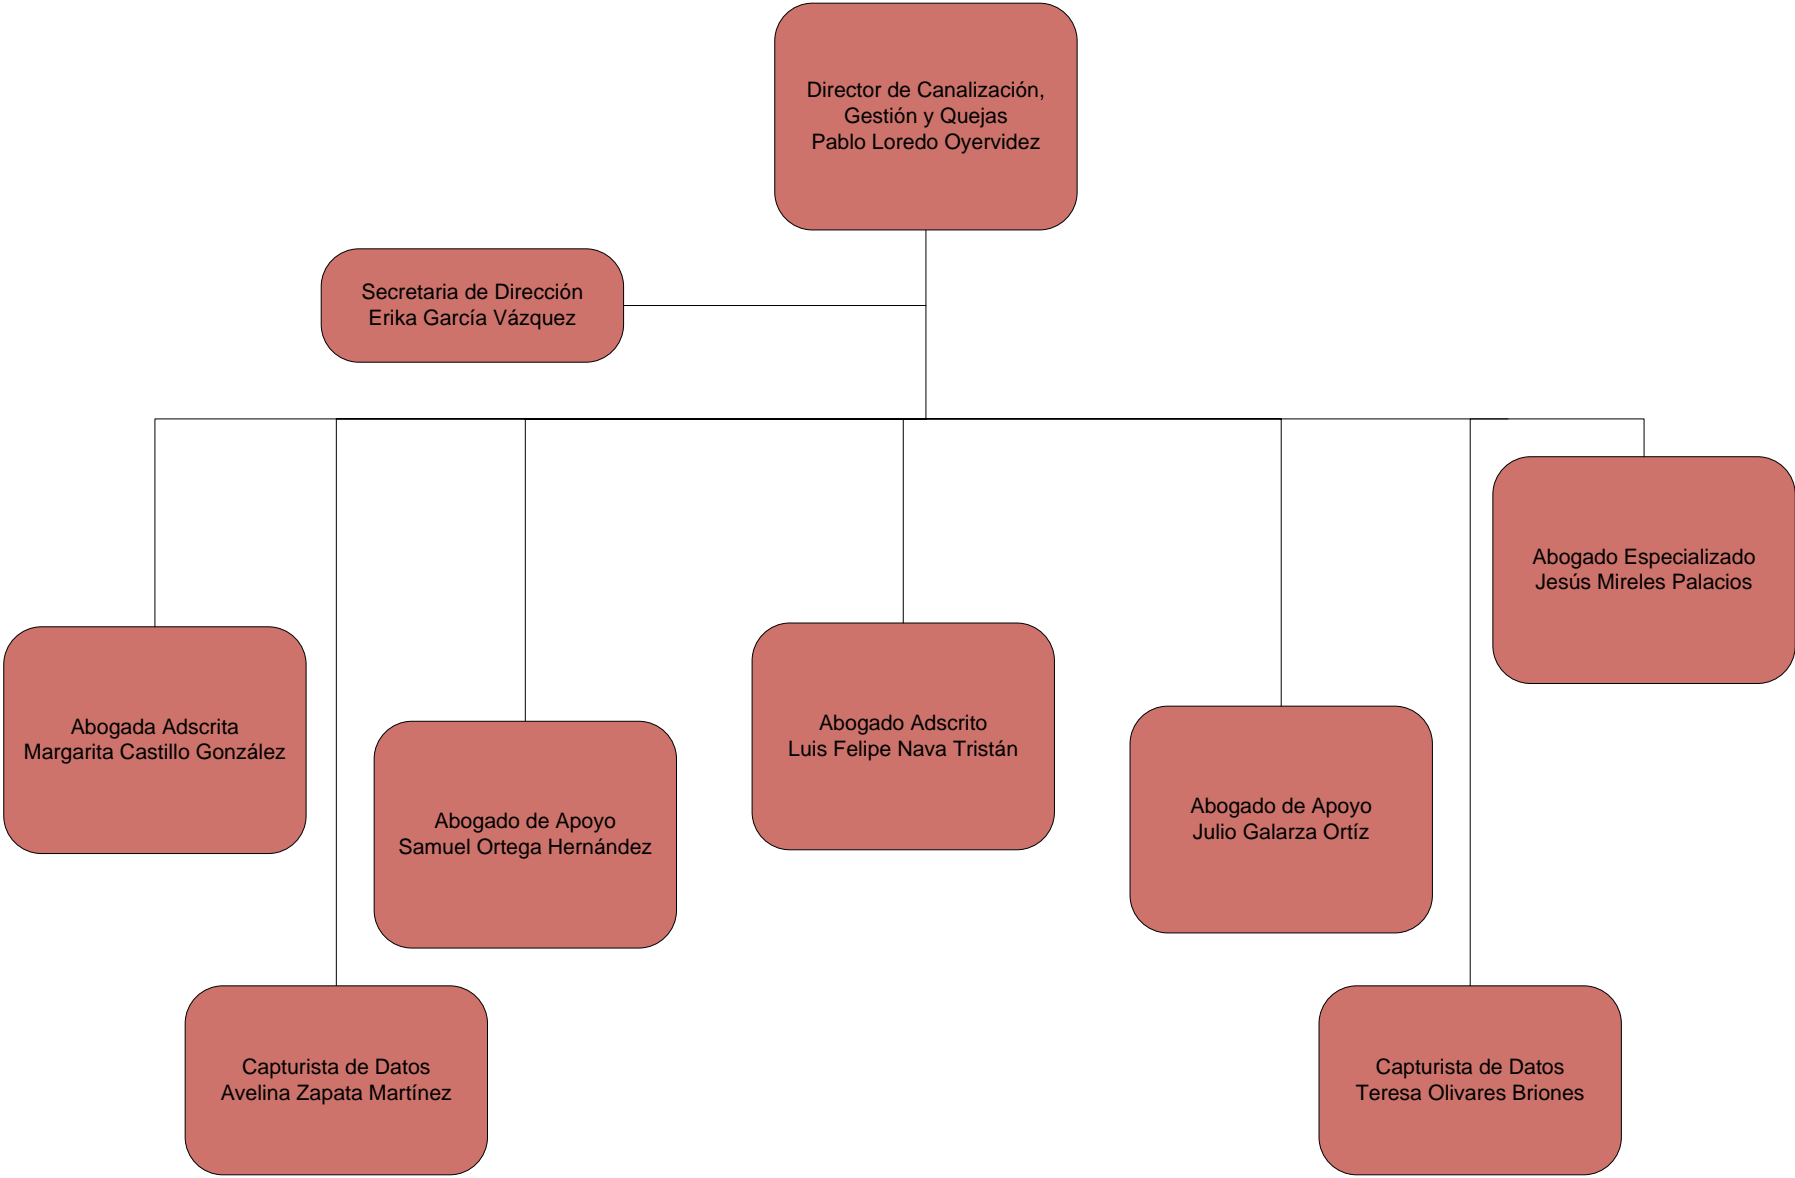 Director de Canalización,
Gestión y Quejas
Pablo Loredo Oyervidez
Secretaria de Dirección
Erika García Vázquez
Abogado Especializado
Jesús Mireles Palacios
Abogada Adscrita
Margarita Castillo González
Abogado Adscrito
Luis Felipe Nava Tristán
Abogado de Apoyo
Samuel Ortega Hernández
Abogado de Apoyo
Julio Galarza Ortíz
Capturista de Datos
Avelina Zapata Martínez
Capturista de Datos
Teresa Olivares Briones